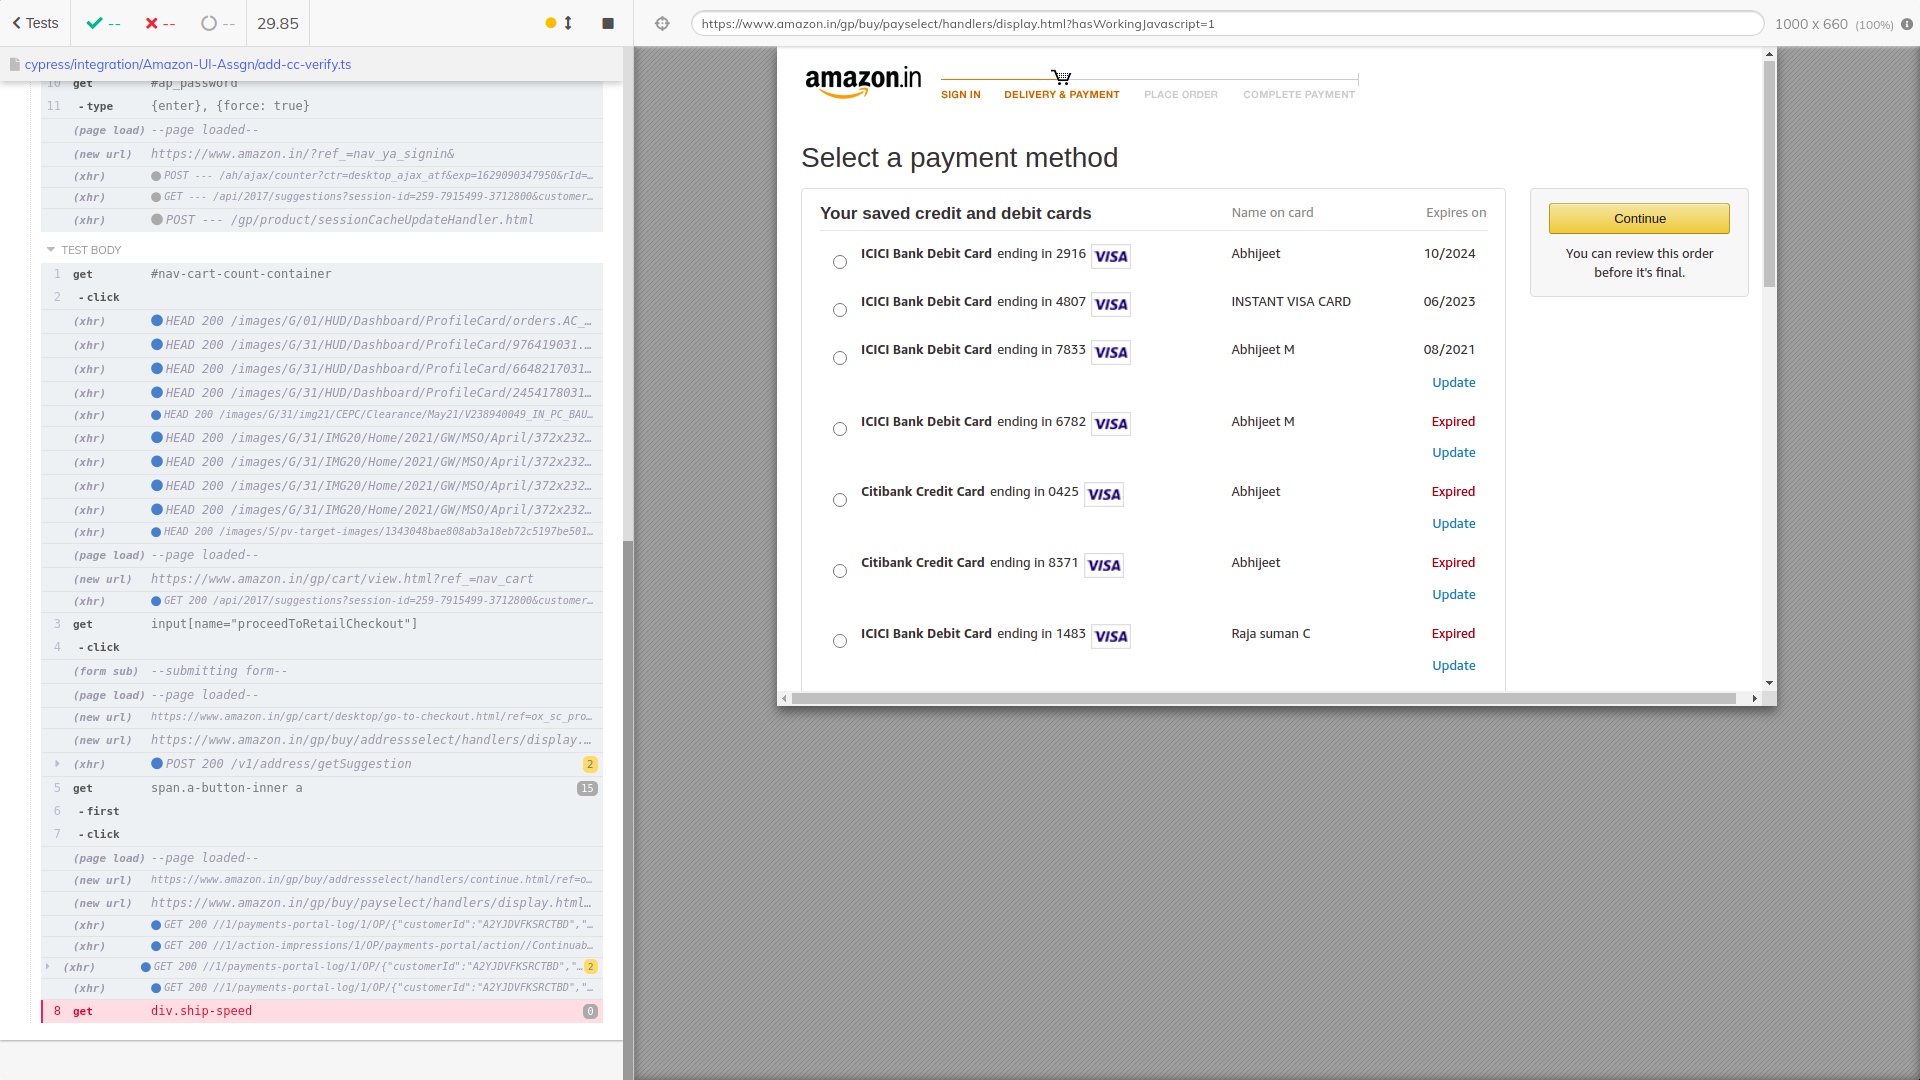 Tests
--
--
--
29.85
cypress/integration/Amazon-UI-Assgn/add-cc-verify.ts
10 get #ap_password
11 -type {enter}, {force: true}
(page load) --page loaded--
(new url) https://www.amazon.in/?ref_=nav_ya_signin&
(xhr) POST --- /ah/ajax/counter?ctr=desktop_ajax_atf&exp=1629090347950&rId=…
(xhr) GET --- /api/2017/suggestions?session-id=259-7915499-3712800&customer…
(xhr) POST --- /gp/product/sessionCacheUpdateHandler.html
TEST BODY
1 get #nav-cart-count-container
2 -click
(xhr) HEAD 200 /images/G/01/HUD/Dashboard/ProfileCard/orders.AC_…
(xhr) HEAD 200 /images/G/31/HUD/Dashboard/ProfileCard/976419031.…
(xhr) HEAD 200 /images/G/31/HUD/Dashboard/ProfileCard/6648217031…
(xhr) HEAD 200 /images/G/31/HUD/Dashboard/ProfileCard/2454178031…
(xhr) HEAD 200 /images/G/31/img21/CEPC/Clearance/May21/V238940049_IN_PC_BAU…
(xhr) HEAD 200 /images/G/31/IMG20/Home/2021/GW/MSO/April/372x232…
(xhr) HEAD 200 /images/G/31/IMG20/Home/2021/GW/MSO/April/372x232…
(xhr) HEAD 200 /images/G/31/IMG20/Home/2021/GW/MSO/April/372x232…
(xhr) HEAD 200 /images/G/31/IMG20/Home/2021/GW/MSO/April/372x232…
(xhr) HEAD 200 /images/S/pv-target-images/1343048bae808ab3a18eb72c5197be501…
(page load) --page loaded--
(new url) https://www.amazon.in/gp/cart/view.html?ref_=nav_cart
(xhr) GET 200 /api/2017/suggestions?session-id=259-7915499-3712800&customer…
3 get input[name="proceedToRetailCheckout"]
4 -click
(form sub) --submitting form--
(page load) --page loaded--
(new url) https://www.amazon.in/gp/cart/desktop/go-to-checkout.html/ref=ox_sc_pro…
(new url) https://www.amazon.in/gp/buy/addressselect/handlers/display.…
(xhr) POST 200 /v1/address/getSuggestion 2
5 get span.a-button-inner a 15
6 -first
7 -click
(page load) --page loaded--
(new url) https://www.amazon.in/gp/buy/addressselect/handlers/continue.html/ref=o…
(new url) https://www.amazon.in/gp/buy/payselect/handlers/display.html…
(xhr) GET 200 //1/payments-portal-log/1/OP/{"customerId":"A2YJDVFKSRCTBD","…
(xhr) GET 200 //1/action-impressions/1/OP/payments-portal/action//Continuab…
(xhr) GET 200 //1/payments-portal-log/1/OP/{"customerId":"A2YJDVFKSRCTBD","… 2
(xhr) GET 200 //1/payments-portal-log/1/OP/{"customerId":"A2YJDVFKSRCTBD","…
8 get div.ship-speed 0
https://www.amazon.in/gp/buy/payselect/handlers/display.html?hasWorkingJavascript=1
1000 x 660 (100%)
amazon.in
SIGN IN DELIVERY & PAYMENT PLACE ORDER COMPLETE PAYMENT
Select a payment method
Your saved credit and debit cards Name on card Expires on
ICICI Bank Debit Card ending in 2916 VISA Abhijeet 10/2024
ICICI Bank Debit Card ending in 4807 VISA INSTANT VISA CARD 06/2023
ICICI Bank Debit Card ending in 7833 VISA Abhijeet M 08/2021
Update
ICICI Bank Debit Card ending in 6782 VISA Abhijeet M Expired
Update
Citibank Credit Card ending in 0425 VISA Abhijeet Expired
Update
Citibank Credit Card ending in 8371 VISA Abhijeet Expired
Update
ICICI Bank Debit Card ending in 1483 VISA Raja suman C Expired
Update
Continue
You can review this order
before it's final.